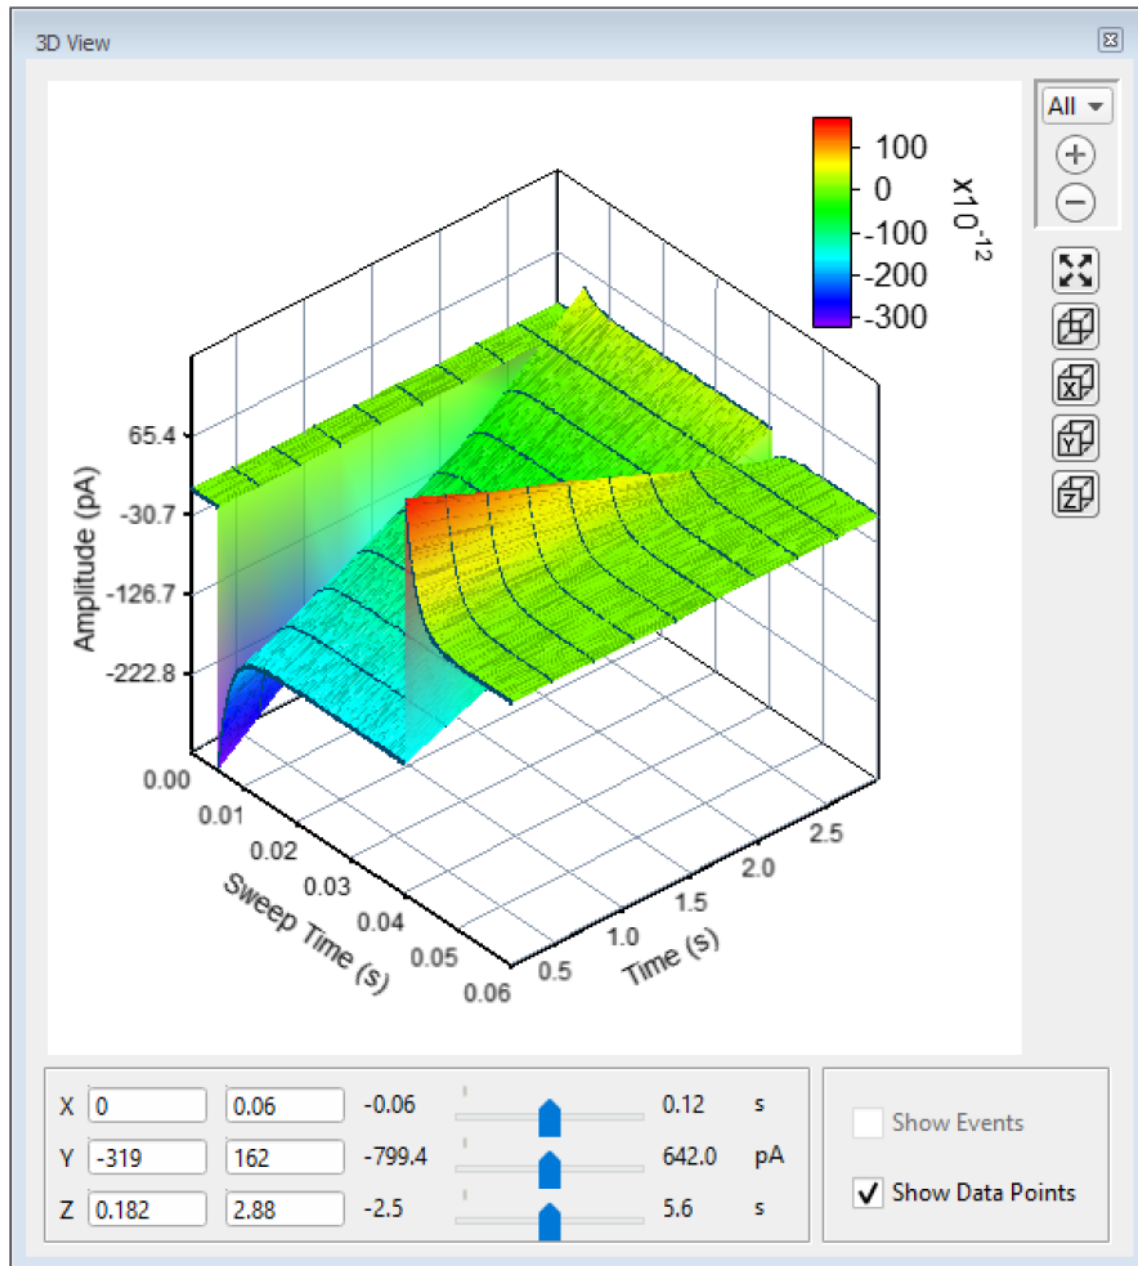 3D View
All
100
0
-100
-200
-300
x10-12
65.4
-30.7
-126.7
-222.8
Amplitude (pA)
0.00
0.01
0.02
0.03
0.04
0.05
0.06
Sweep Time (s)
0.5
1.0
1.5
2.0
2.5
Time (s)
X
Y
Z
X 0 0.06 -0.06 0.12 s
Y -319 162 -799.4 642.0 pA
Z 0.182 2.88 -2.5 5.6 s
Show Events
Show Data Points